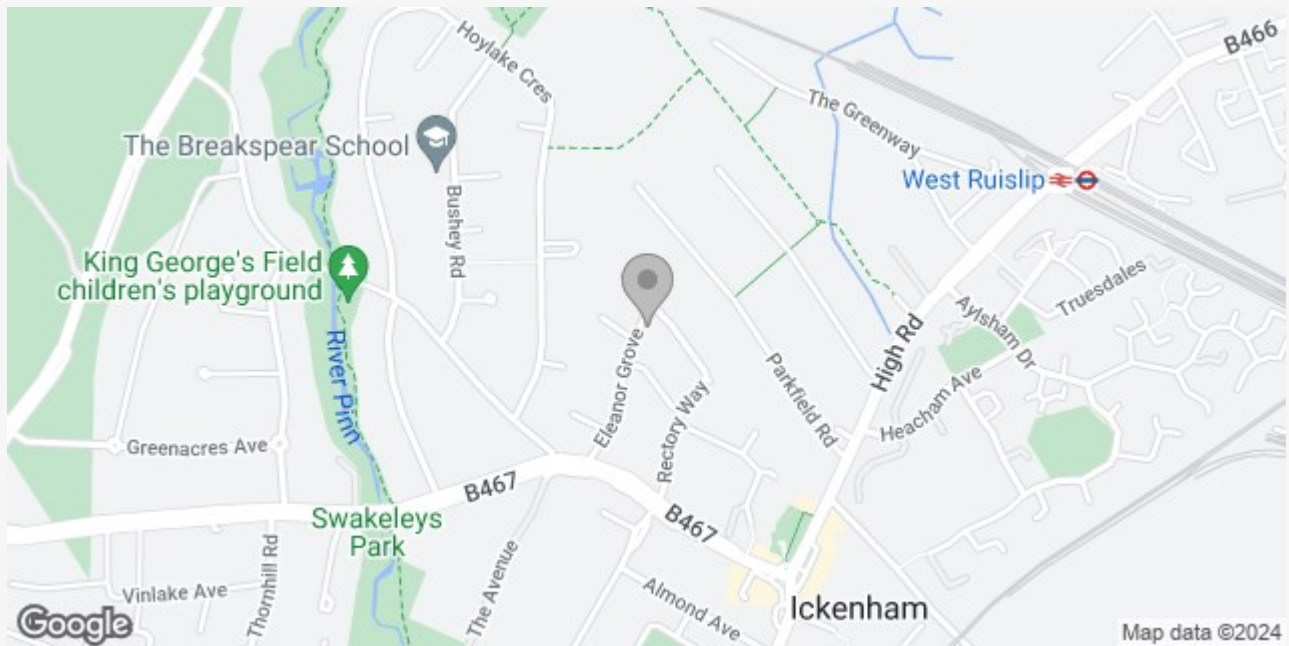 Hoylake Cres
B466
The Greenway
The Breakspear School
West Ruislip
Bushey Rd
King George's Field
children's playground
Truesdales
Aylsham Dr
River Pinn
High Rd
Eleanor Grove
Parkfield Rd
Heacham Ave
Rectory Way
Greenacres Ave
B467
B467
Swakeleys
Park
Thornhill Rd
The Avenue
Vinlake Ave
Almond Ave
Ickenham
Google
Map data ©2024